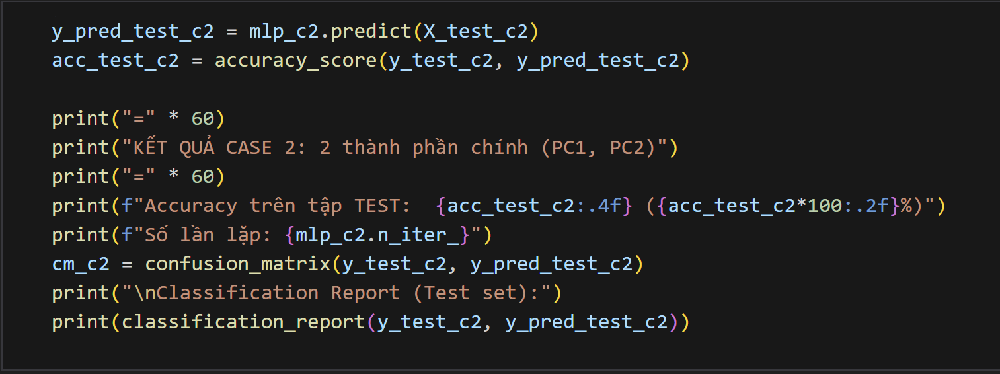 y_pred_test_c2 = mlp_c2.predict(X_test_c2)
acc_test_c2 = accuracy_score(y_test_c2, y_pred_test_c2)
print("=" * 60)
print("KẾT QUẢ CASE 2: 2 thành phần chính (PC1, PC2)")
print("=" * 60)
print(f"Accuracy trên tập TEST:  {acc_test_c2:.4f} ({acc_test_c2*100:.2f}%)")
print(f"Số lần lặp: {mlp_c2.n_iter_}")
cm_c2 = confusion_matrix(y_test_c2, y_pred_test_c2)
print("\nClassification Report (Test set):")
print(classification_report(y_test_c2, y_pred_test_c2))